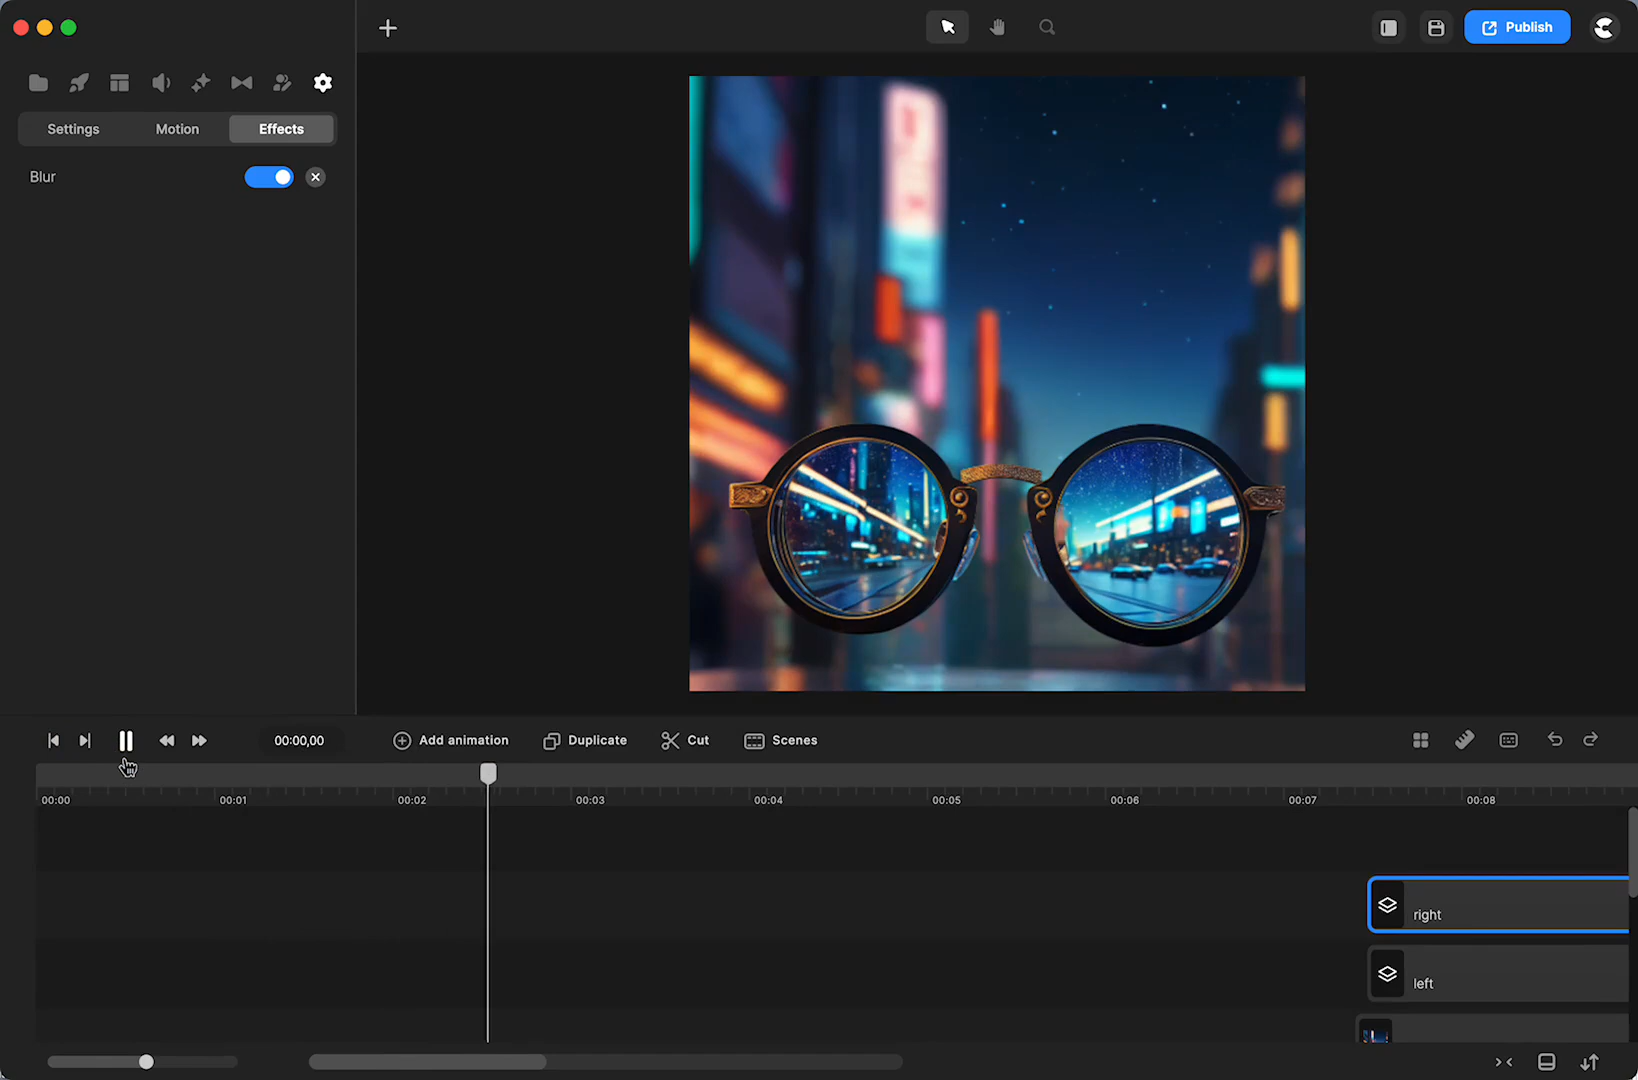 Publish
Settings
Motion
Effects
Blur
00:00,00
Add animation
Duplicate
Cut
Scenes
00:00
00:01
00:02
00:03
00:04
00:05
00:06
00:07
00:08
right
left